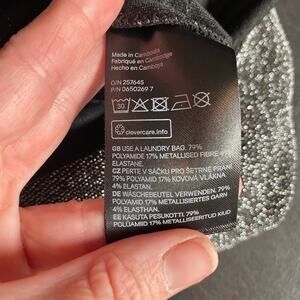 Made in Cambodia
Fabriqué en Cambodge
Hecho en Camboya
O/N 257645
P/N 0650269 7
30
clevercare.info
GB USE A LAUNDRY BAG. 79%
POLYAMIDE 17% METALLISED FIBRE 4%
ELASTANE.
CZ PERTE V SÁČKU PRO ŠETRNÉ PRANÍ.
79% POLYAMID 17% KOVOVÁ VLÁKNA
4% ELASTAN.
DE WÄSCHEBEUTEL VERWENDEN. 79%
POLYAMID 17% METALLISIERTES GARN
4% ELASTHAN.
EE KASUTA PESUKOTTI. 79%
POLÜAMIID 17% METALLISEERITUD KIUD